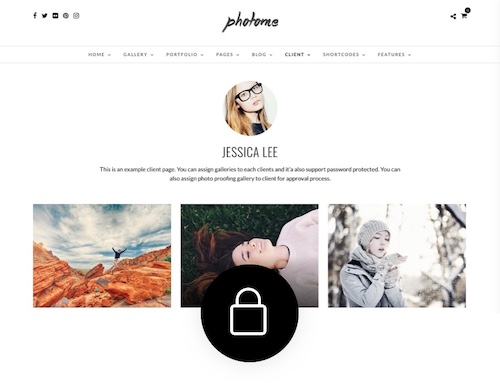 photome
0
HOME GALLERY PORTFOLIO PAGES BLOG CLIENT SHORTCODES FEATURES
JESSICA LEE
This is an example client page. You can assign galleries to each clients and it'a also support password protected. You can
also assign photo proofing gallery to client for approval process.